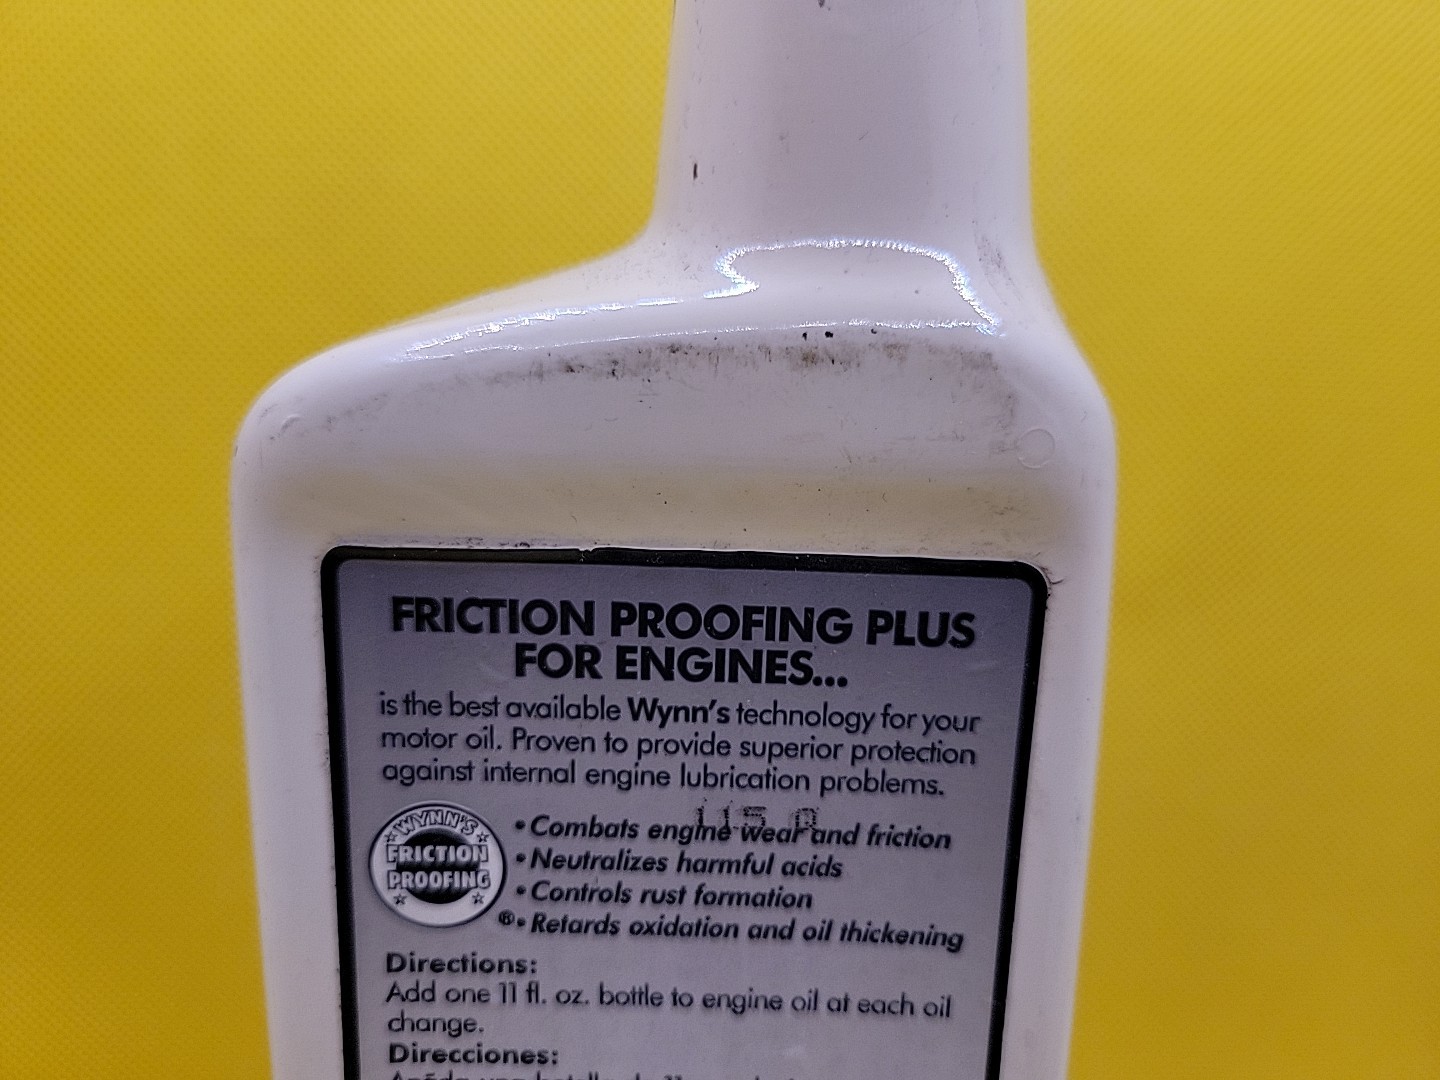 FRICTION PROOFING PLUS
FOR ENGINES...
is the best available Wynn's technology for your
motor oil. Proven to provide superior protection
against internal engine lubrication problems.
• Combats engine wear and friction
• Neutralizes harmful acids
• Controls rust formation
®• Retards oxidation and oil thickening
WYNN'S
FRICTION
PROOFING
Directions:
Add one 11 fl. oz. bottle to engine oil at each oil
change.
Direcciones: